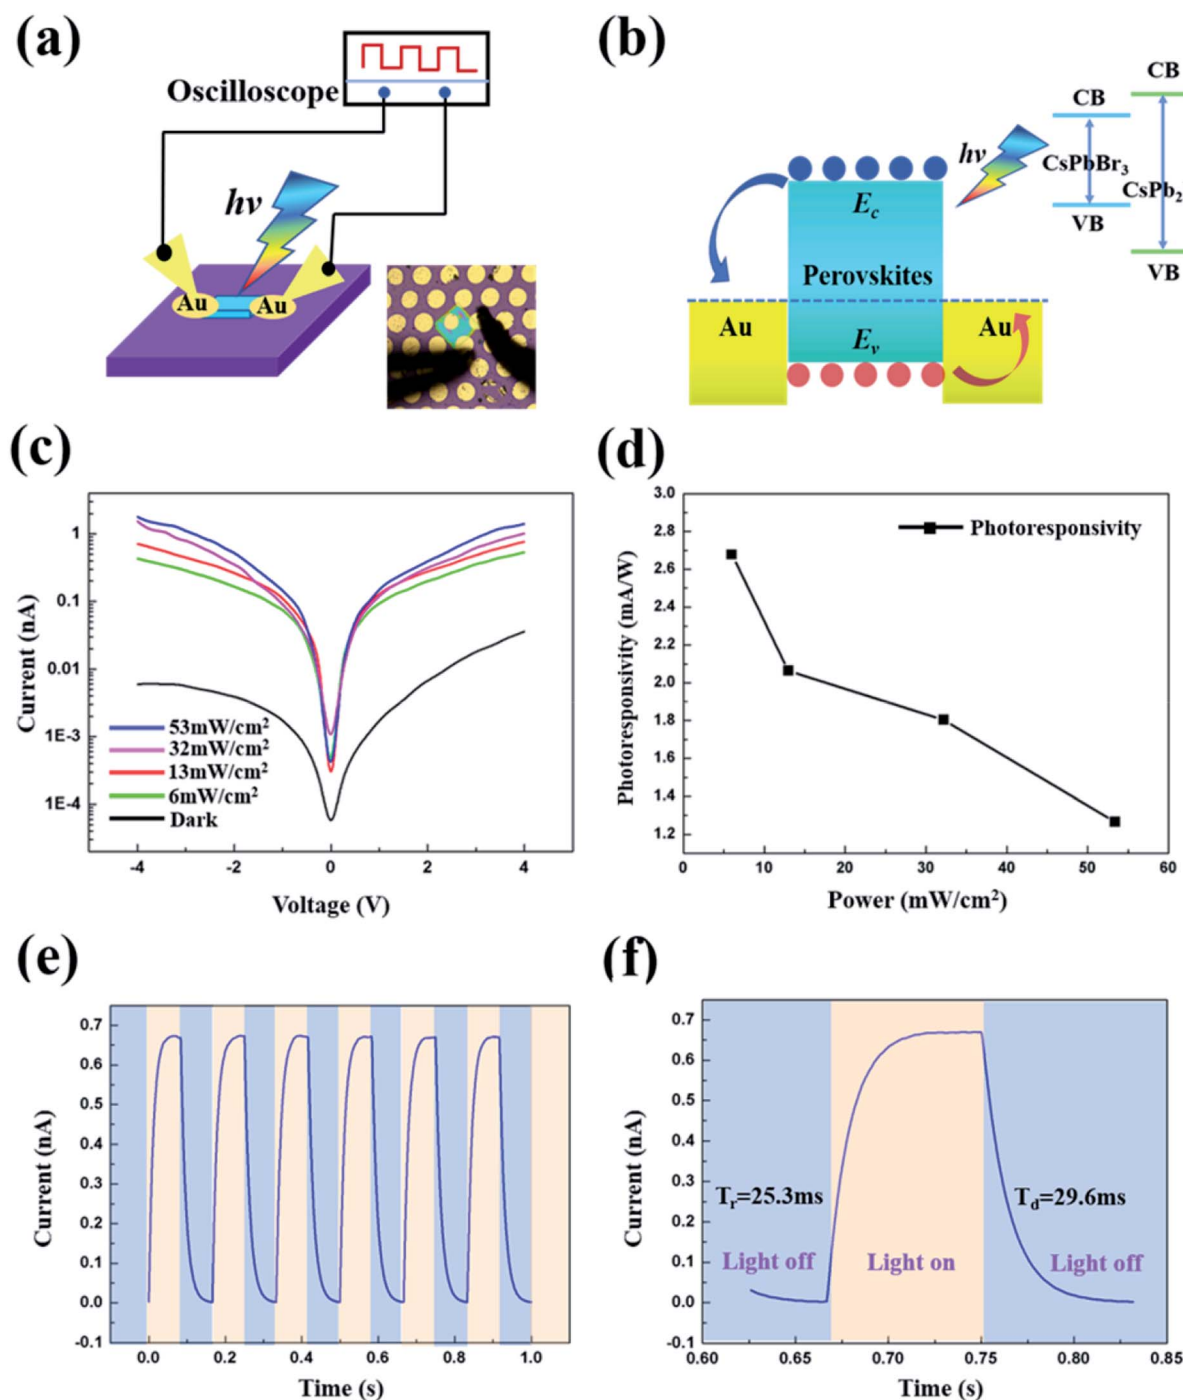 (a)
Oscilloscope
hν
Au
Au
(b)
hν
CB
CB
CsPbBr3
CsPb2
VB
VB
Ec
Perovskites
Au
Au
Ev
(c)
Current (nA)
1
0.1
0.01
1E-3
1E-4
53mW/cm²
32mW/cm²
13mW/cm²
6mW/cm²
Dark
-4
-2
0
2
4
Voltage (V)
(d)
Photoresponsivity (mA/W)
3.0
2.8
2.6
2.4
2.2
2.0
1.8
1.6
1.4
1.2
Photoresponsivity
0
10
20
30
40
50
60
Power (mW/cm²)
(e)
Current (nA)
0.7
0.6
0.5
0.4
0.3
0.2
0.1
0.0
-0.1
0.0
0.2
0.4
0.6
0.8
1.0
Time (s)
(f)
Current (nA)
0.7
0.6
0.5
0.4
0.3
0.2
0.1
0.0
-0.1
Tr=25.3ms
Td=29.6ms
Light off
Light on
Light off
0.60
0.65
0.70
0.75
0.80
0.85
Time (s)